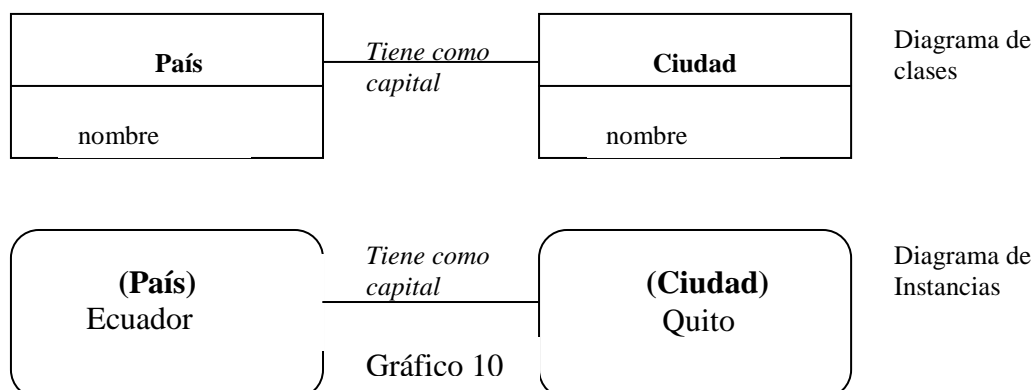 País
Tiene como
capital
Ciudad
Diagrama de
clases
nombre
nombre
(País)
Ecuador
Tiene como
capital
(Ciudad)
Quito
Diagrama de
Instancias
Gráfico 10